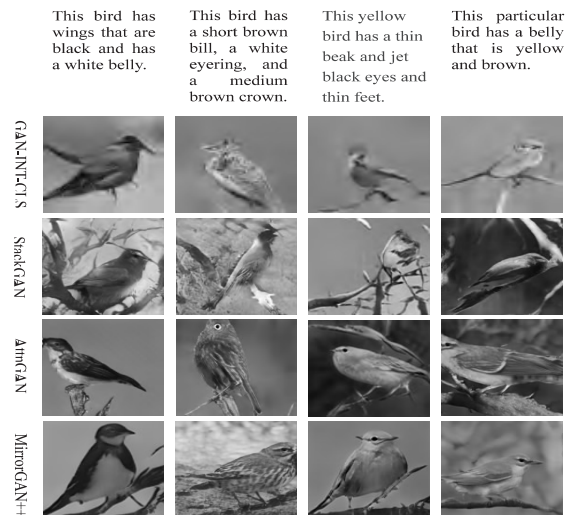 This bird has
wings that are
black and has
a white belly.
This bird has
a short brown
bill, a white
eyering, and
a medium
brown crown.
This yellow
bird has a thin
beak and jet
black eyes and
thin feet.
This particular
bird has a belly
that is yellow
and brown.
GAN-INT-CLS
StackGAN
AttnGAN
MirrorGAN++